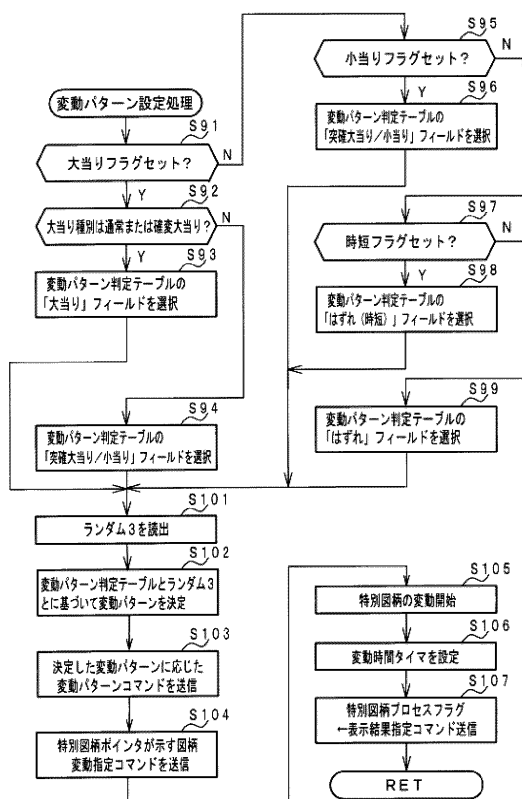 変動パターン設定処理
S91
大当りフラグセット？
N
Y
S92
大当り種別は通常または確変大当り？
N
Y
S93
変動パターン判定テーブルの
「大当り」フィールドを選択
S94
変動パターン判定テーブルの
「突確大当り／小当り」フィールドを選択
S95
小当りフラグセット？
N
Y
S96
変動パターン判定テーブルの
「突確大当り／小当り」フィールドを選択
S97
時短フラグセット？
N
Y
S98
変動パターン判定テーブルの
「はずれ（時短）」フィールドを選択
S99
変動パターン判定テーブルの
「はずれ」フィールドを選択
S101
ランダム３を読出
S102
変動パターン判定テーブルとランダム３
とに基づいて変動パターンを決定
S103
決定した変動パターンに応じた
変動パターンコマンドを送信
S104
特別図柄ポインタが示す図柄
変動指定コマンドを送信
S105
特別図柄の変動開始
S106
変動時間タイマを設定
S107
特別図柄プロセスフラグ
←表示結果指定コマンド送信
RET